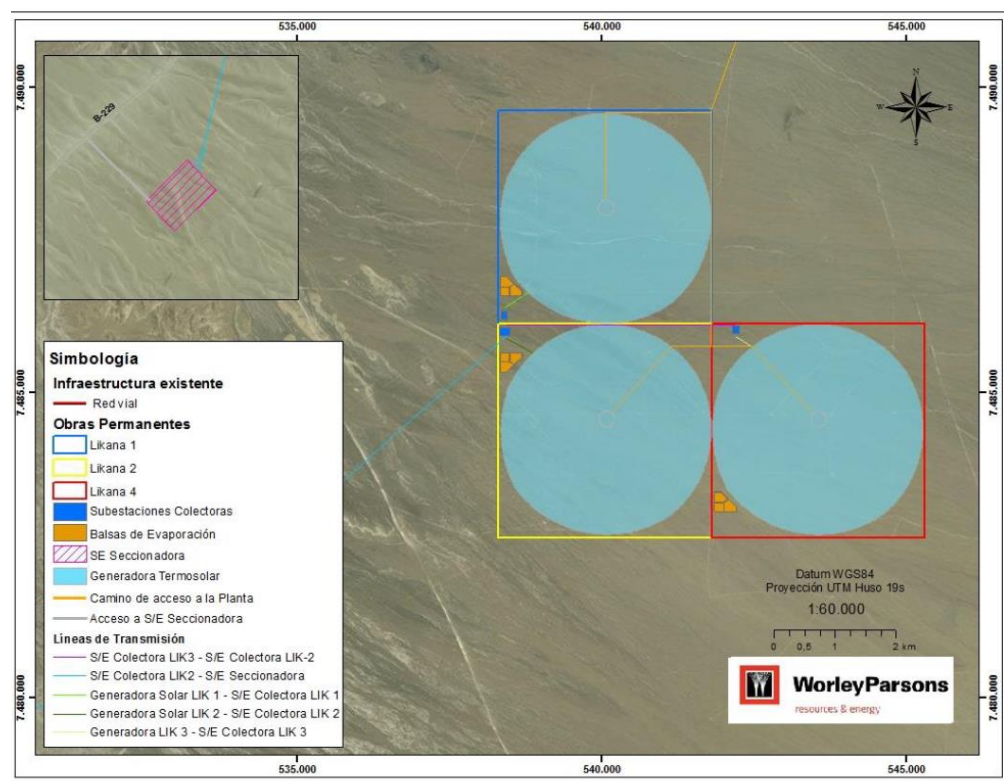 535.000
540.000
545.000
7.490.000
7.490.000
B-229
N
W
E
S
7.485.000
7.485.000
Simbología
Infraestructura existente
Red vial
Obras Permanentes
Likana 1
Likana 2
Likana 4
Subestaciones Colectoras
Balsas de Evaporación
SE Seccionadora
Generadora Termosolar
Camino de acceso a la Planta
Acceso a S/E Seccionadora
Líneas de Transmisión
S/E Colectora LIK3 - S/E Colectora LIK-2
S/E Colectora LIK2 - S/E Seccionadora
Generadora Solar LIK 1 - S/E Colectora LIK 1
Generadora Solar LIK 2 - S/E Colectora LIK 2
Generadora LIK 3 - S/E Colectora LIK 3
Datum WGS84
Proyección UTM Huso 19s
1:60.000
0 0,5 1 2 km
WorleyParsons
resources & energy
7.480.000
7.480.000
535.000
540.000
545.000